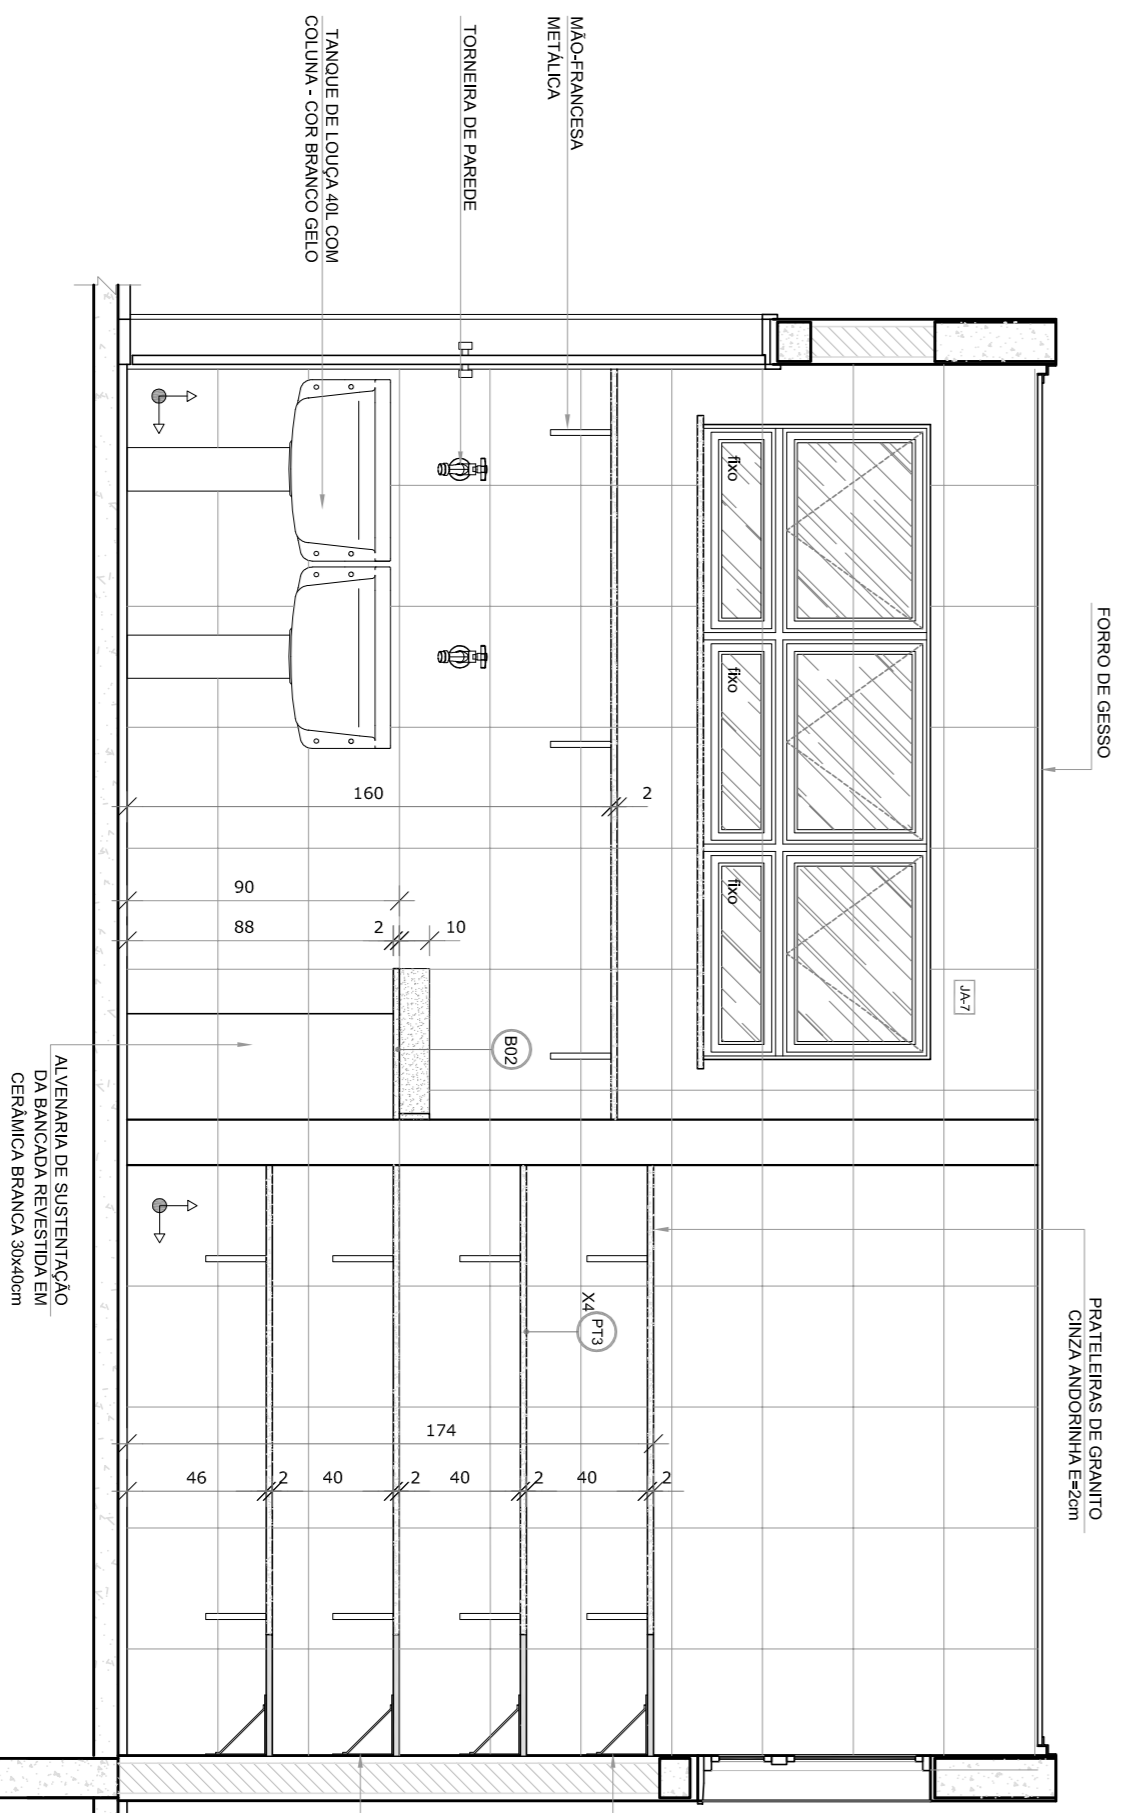 FORRO DE GESSO
PRATELEIRAS DE GRANITO
CINZA ANDORINHA E=2cm
JA-7
fixo
fixo
fixo
MÃO-FRANCESA
METÁLICA
TORNEIRA DE PAREDE
TANQUE DE LOUÇA 40L COM
COLUNA - COR BRANCO GELO
160
2
90
88
2
10
B02
PT3
X4
174
46
2
40
2
40
2
40
2
ALVENARIA DE SUSTENTAÇÃO
DA BANCADA REVESTIDA EM
CERÂMICA BRANCA 30x40cm